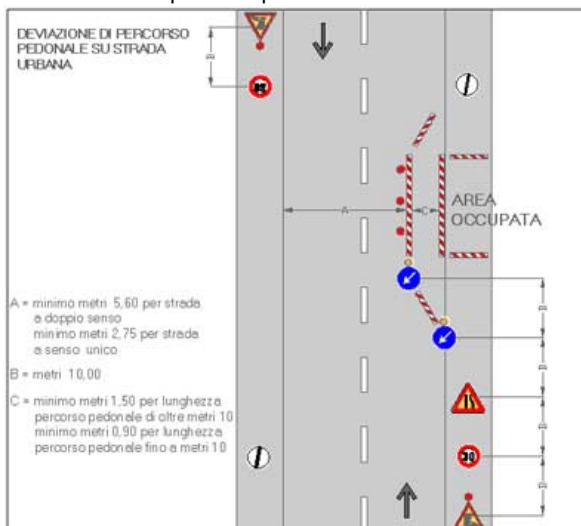 DEVIAZIONE DI PERCORSO
PEDONALE SU STRADA
URBANA
B
A
C
AREA
OCCUPATA
A = minimo metri 5,60 per strada
a doppio senso
minimo metri 2,75 per strada
a senso unico
B = metri 10,00
C = minimo metri 1,50 per lunghezza
percorso pedonale di oltre metri 10
minimo metri 0,90 per lunghezza
percorso pedonale fino a metri 10
B
B
B
30
B